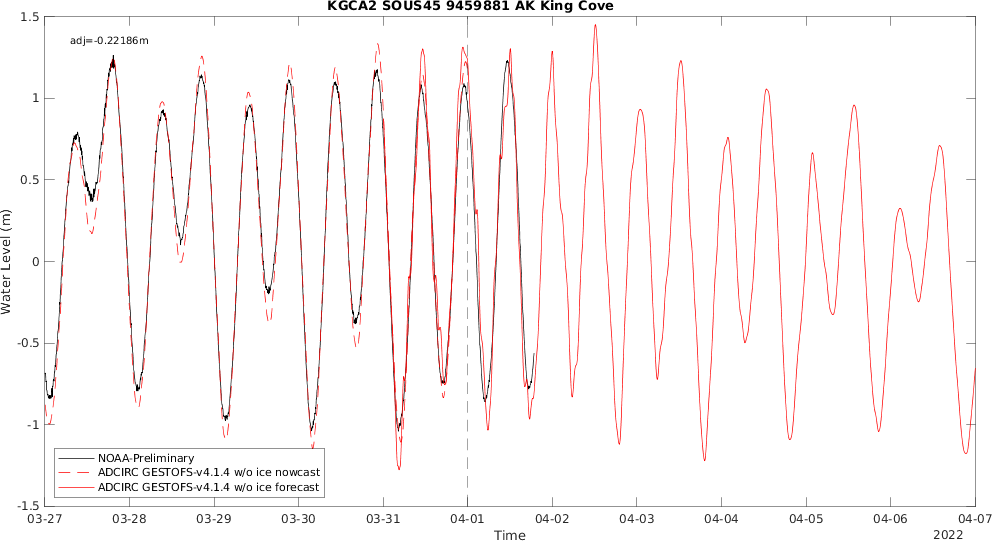 KGCA2 SOUS45 9459881 AK King Cove
adj=-0.22186m
Water Level (m)
1.5
1
0.5
0
-0.5
-1
-1.5
NOAA-Preliminary
ADCIRC GESTOFS-v4.1.4 w/o ice nowcast
ADCIRC GESTOFS-v4.1.4 w/o ice forecast
03-27 03-28 03-29 03-30 03-31 04-01 04-02 04-03 04-04 04-05 04-06 04-07
Time
2022